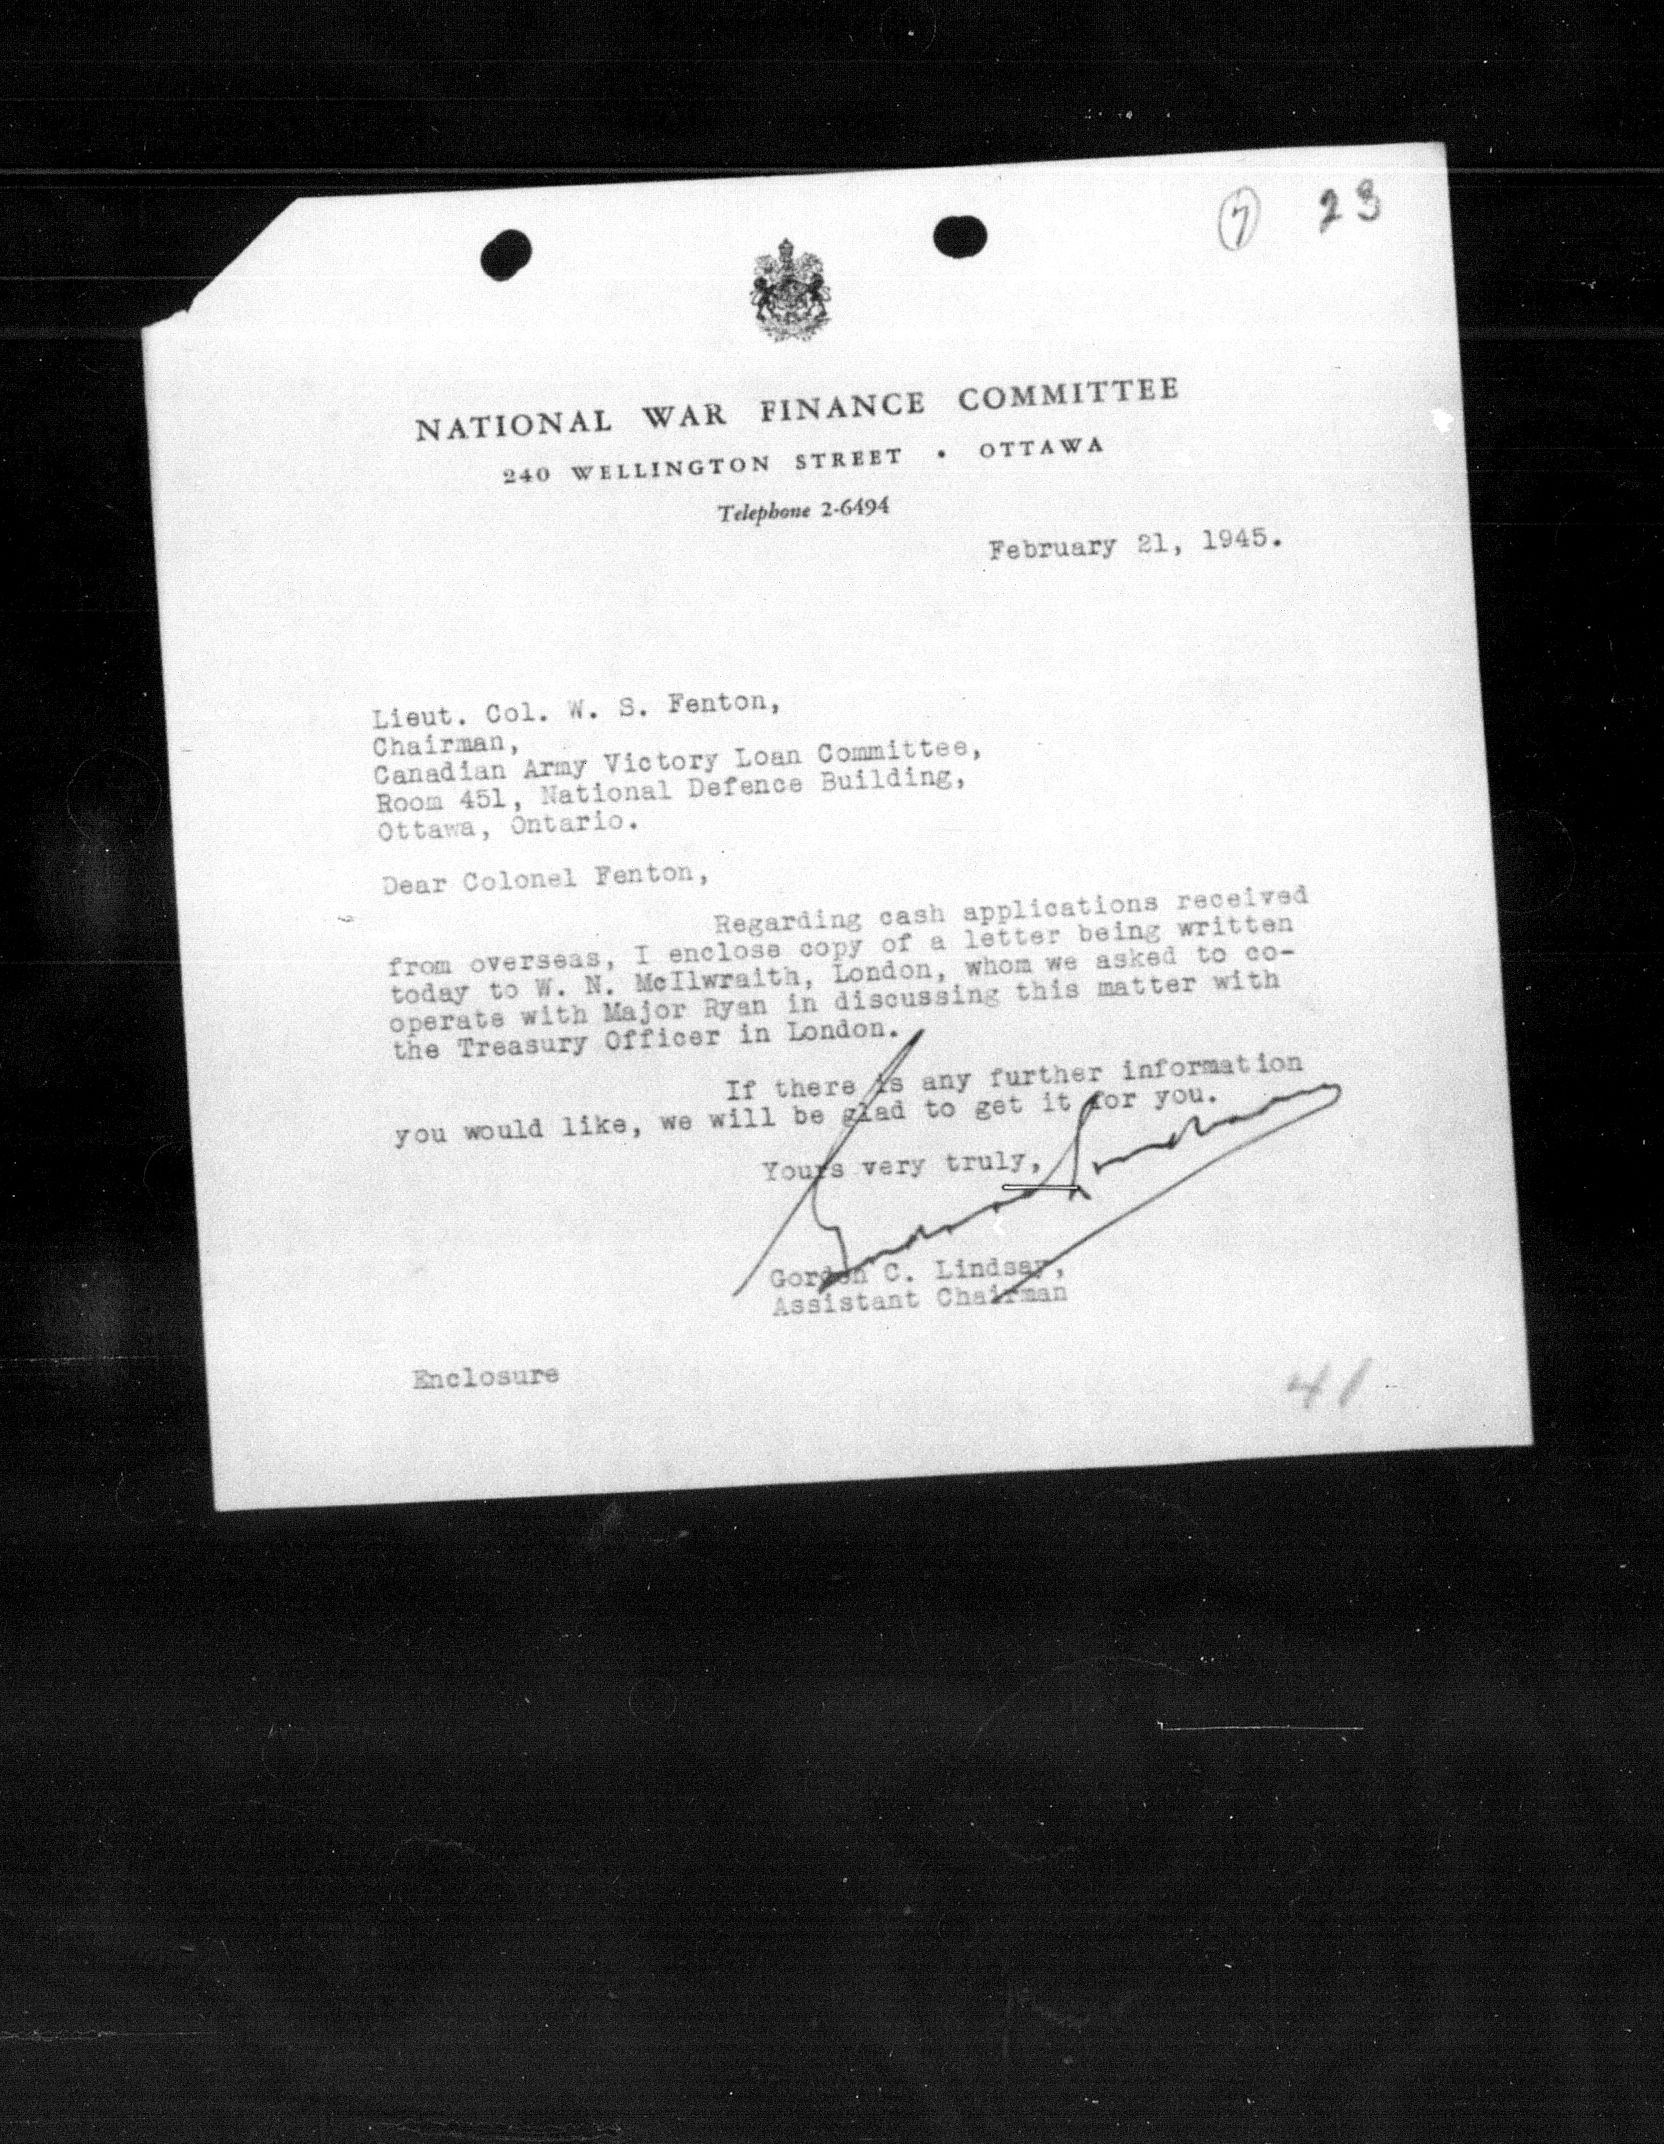 7 23
NATIONAL WAR FINANCE COMMITTEE
240 WELLINGTON STREET • OTTAWA
Telephone 2-6494
February 21, 1945.
Lieut. Col. W. S. Fenton,
Chairman,
Canadian Army Victory Loan Committee,
Room 451, National Defence Building,
Ottawa, Ontario.
Dear Colonel Fenton,
Regarding cash applications received
from overseas, I enclose copy of a letter being written
today to W. N. McIlwraith, London, whom we asked to co-
operate with Major Ryan in discussing this matter with
the Treasury Officer in London.
If there is any further information
you would like, we will be glad to get it for you.
Yours very truly,
Gordon C. Lindsay,
Assistant Chairman
Enclosure
41